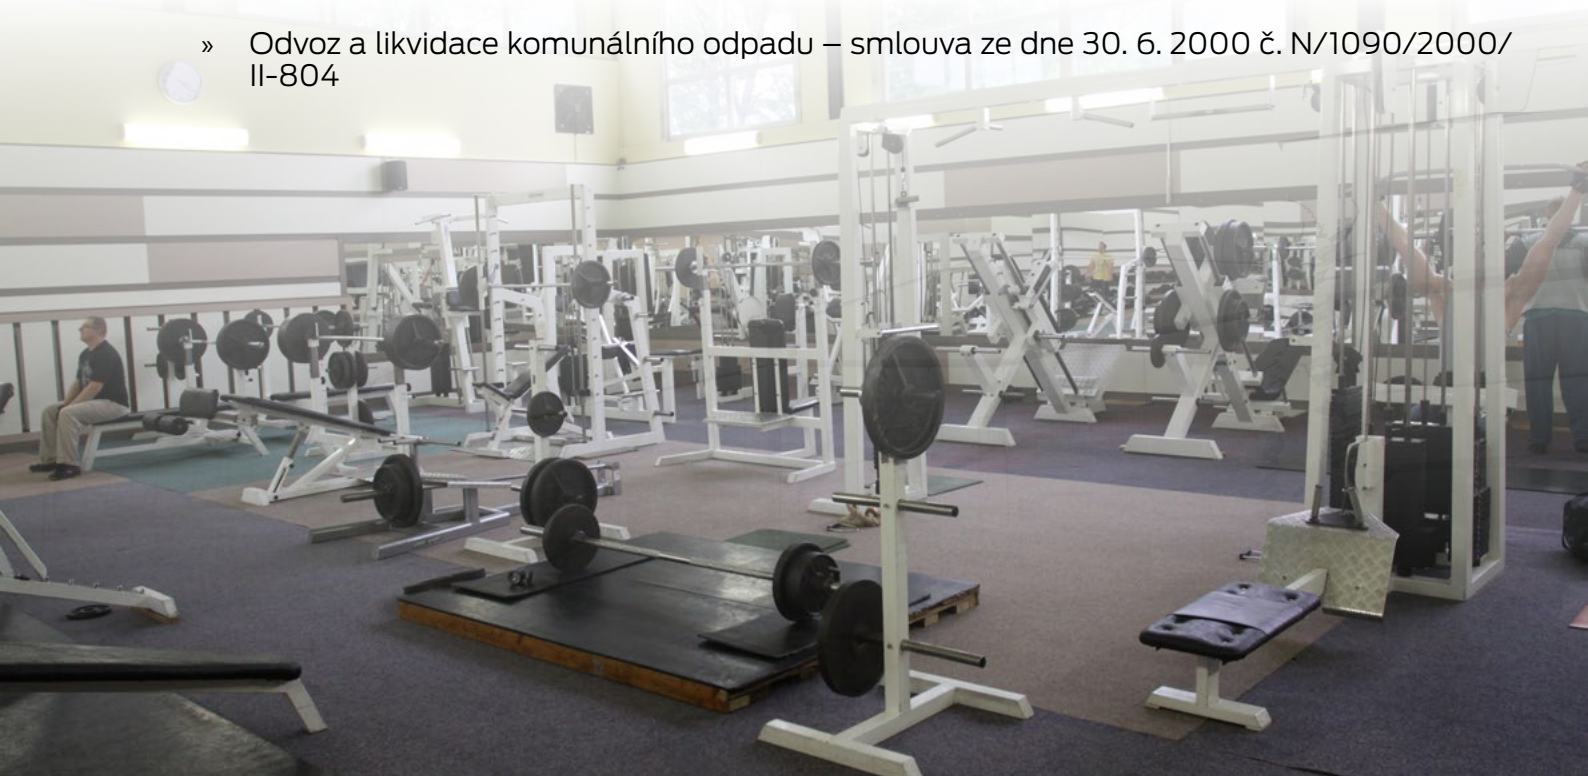 » Odvoz a likvidace komunálního odpadu – smlouva ze dne 30. 6. 2000 č. N/1090/2000/
II-804